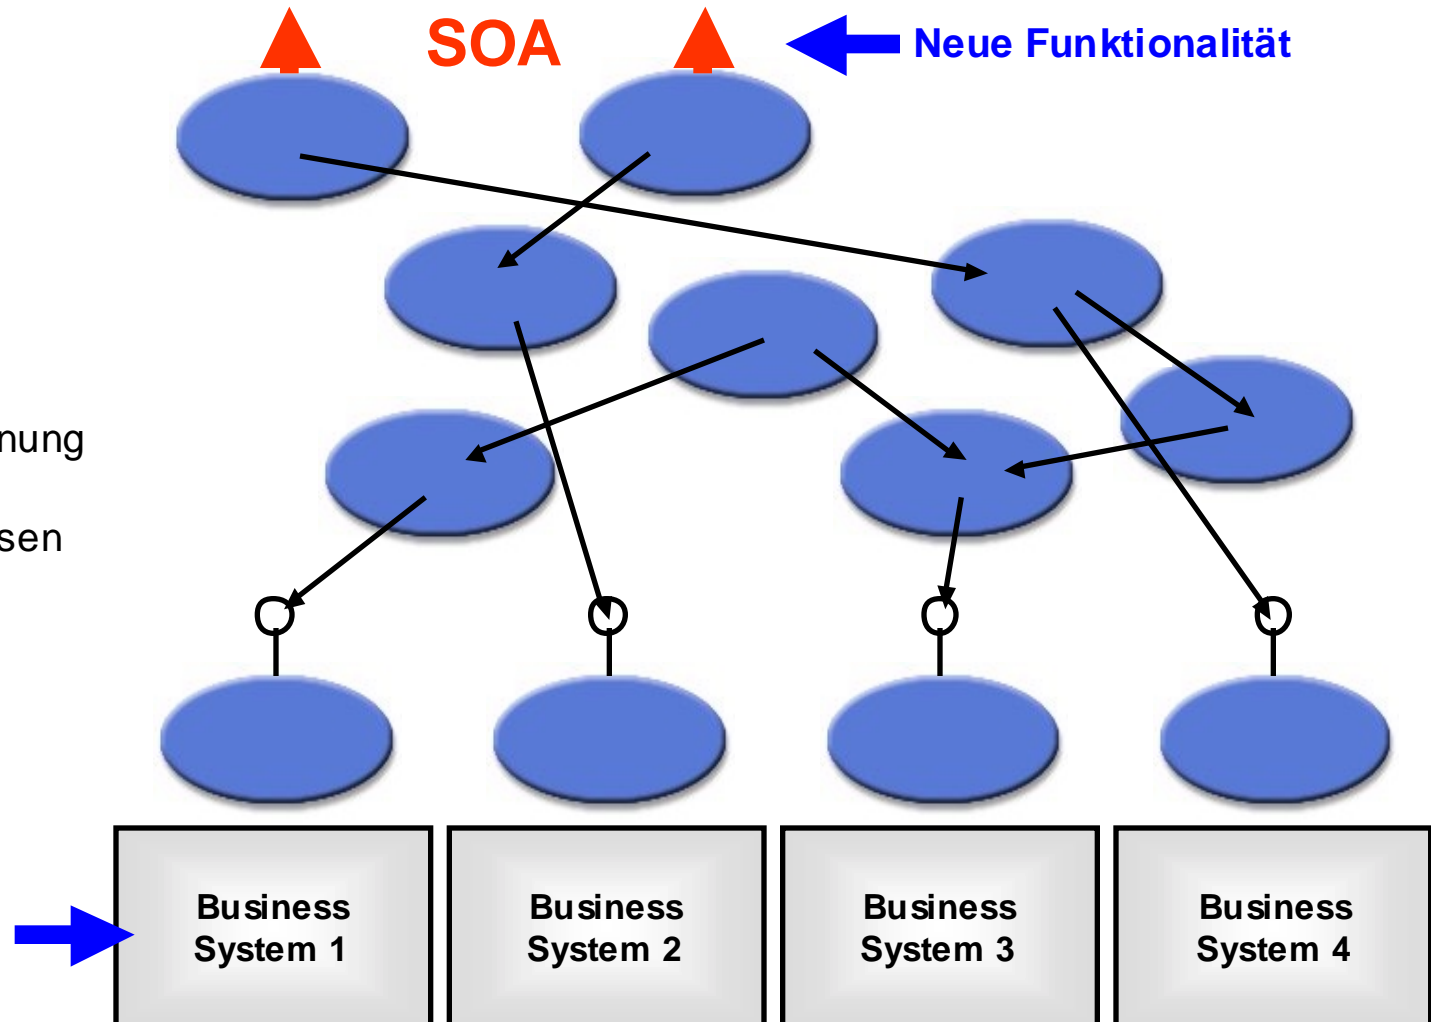 SOA
Neue Funktionalität
nung
sen
Business
System 1
Business
System 2
Business
System 3
Business
System 4